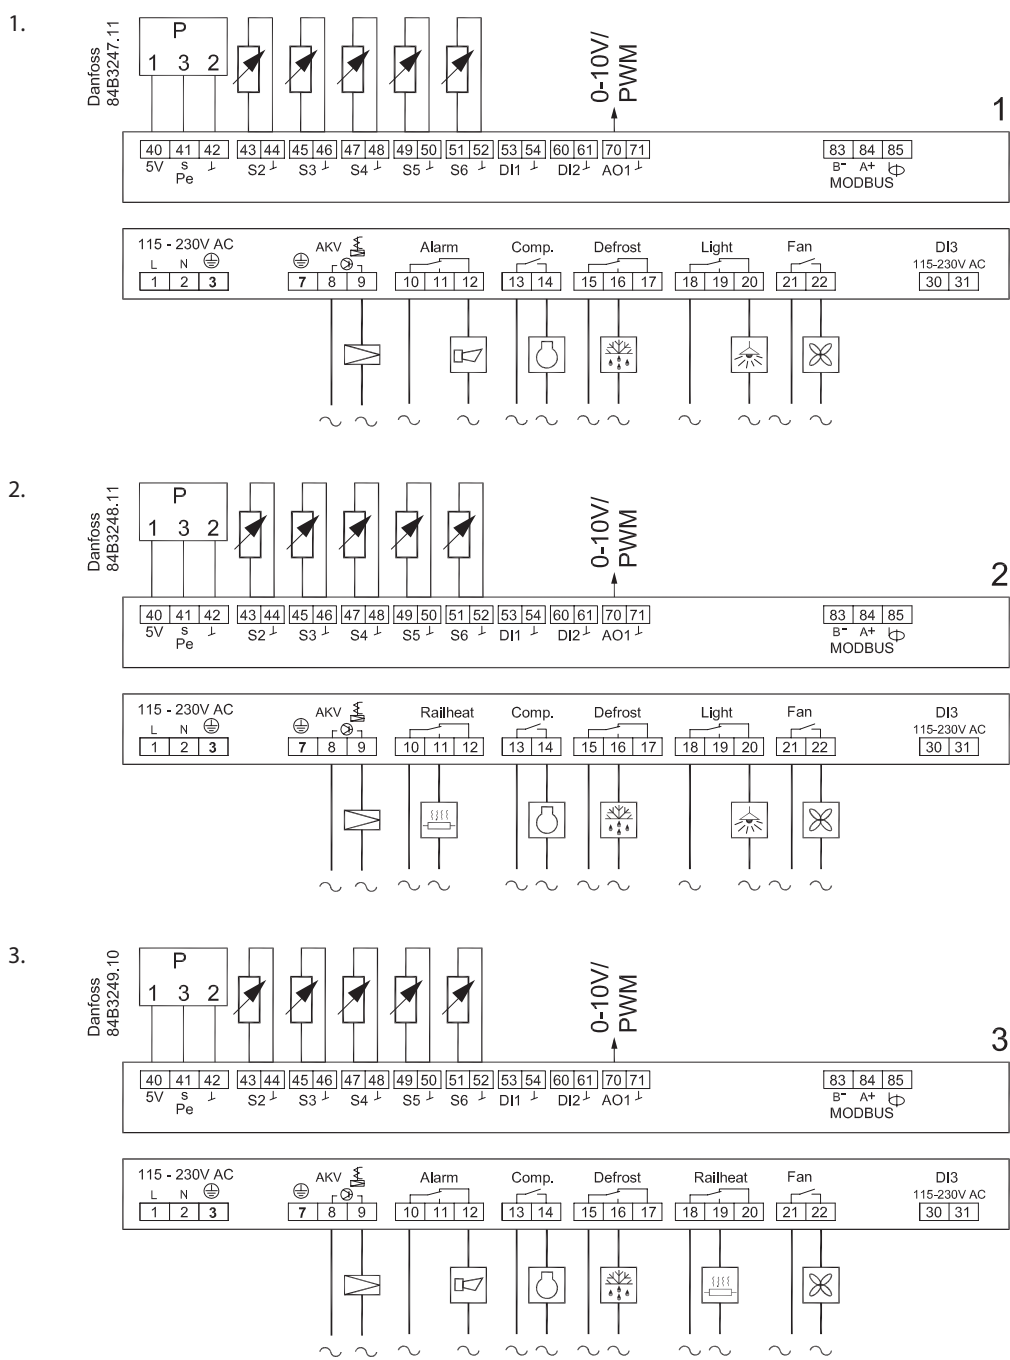 1.
Danfoss
84B3247.11
P
1 3 2
0-10V/
PWM
1
40 41 42 43 44 45 46 47 48 49 50 51 52 53 54 60 61 70 71 83 84 85
5V s S2 S3 S4 S5 S6 DI1 DI2 AO1 B- A+
Pe MODBUS
115 - 230V AC AKV Alarm Comp. Defrost Light Fan DI3
L N 115-230V AC
1 2 3 7 8 9 10 11 12 13 14 15 16 17 18 19 20 21 22 30 31
2.
Danfoss
84B3248.11
P
1 3 2
0-10V/
PWM
2
40 41 42 43 44 45 46 47 48 49 50 51 52 53 54 60 61 70 71 83 84 85
5V s S2 S3 S4 S5 S6 DI1 DI2 AO1 B- A+
Pe MODBUS
115 - 230V AC AKV Railheat Comp. Defrost Light Fan DI3
L N 115-230V AC
1 2 3 7 8 9 10 11 12 13 14 15 16 17 18 19 20 21 22 30 31
3.
Danfoss
84B3249.10
P
1 3 2
0-10V/
PWM
3
40 41 42 43 44 45 46 47 48 49 50 51 52 53 54 60 61 70 71 83 84 85
5V s S2 S3 S4 S5 S6 DI1 DI2 AO1 B- A+
Pe MODBUS
115 - 230V AC AKV Alarm Comp. Defrost Railheat Fan DI3
L N 115-230V AC
1 2 3 7 8 9 10 11 12 13 14 15 16 17 18 19 20 21 22 30 31